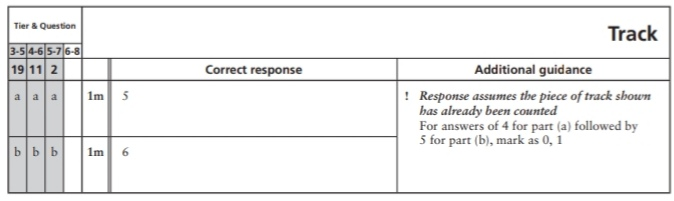 Tier & Question
Track
3-5 4-6 5-7 6-8
19 11 2 Correct response Additional guidance
a a a 1m 5 ! Response assumes the piece of track shown
has already been counted
For answers of 4 for part (a) followed by
5 for part (b), mark as 0, 1
b b b 1m 6